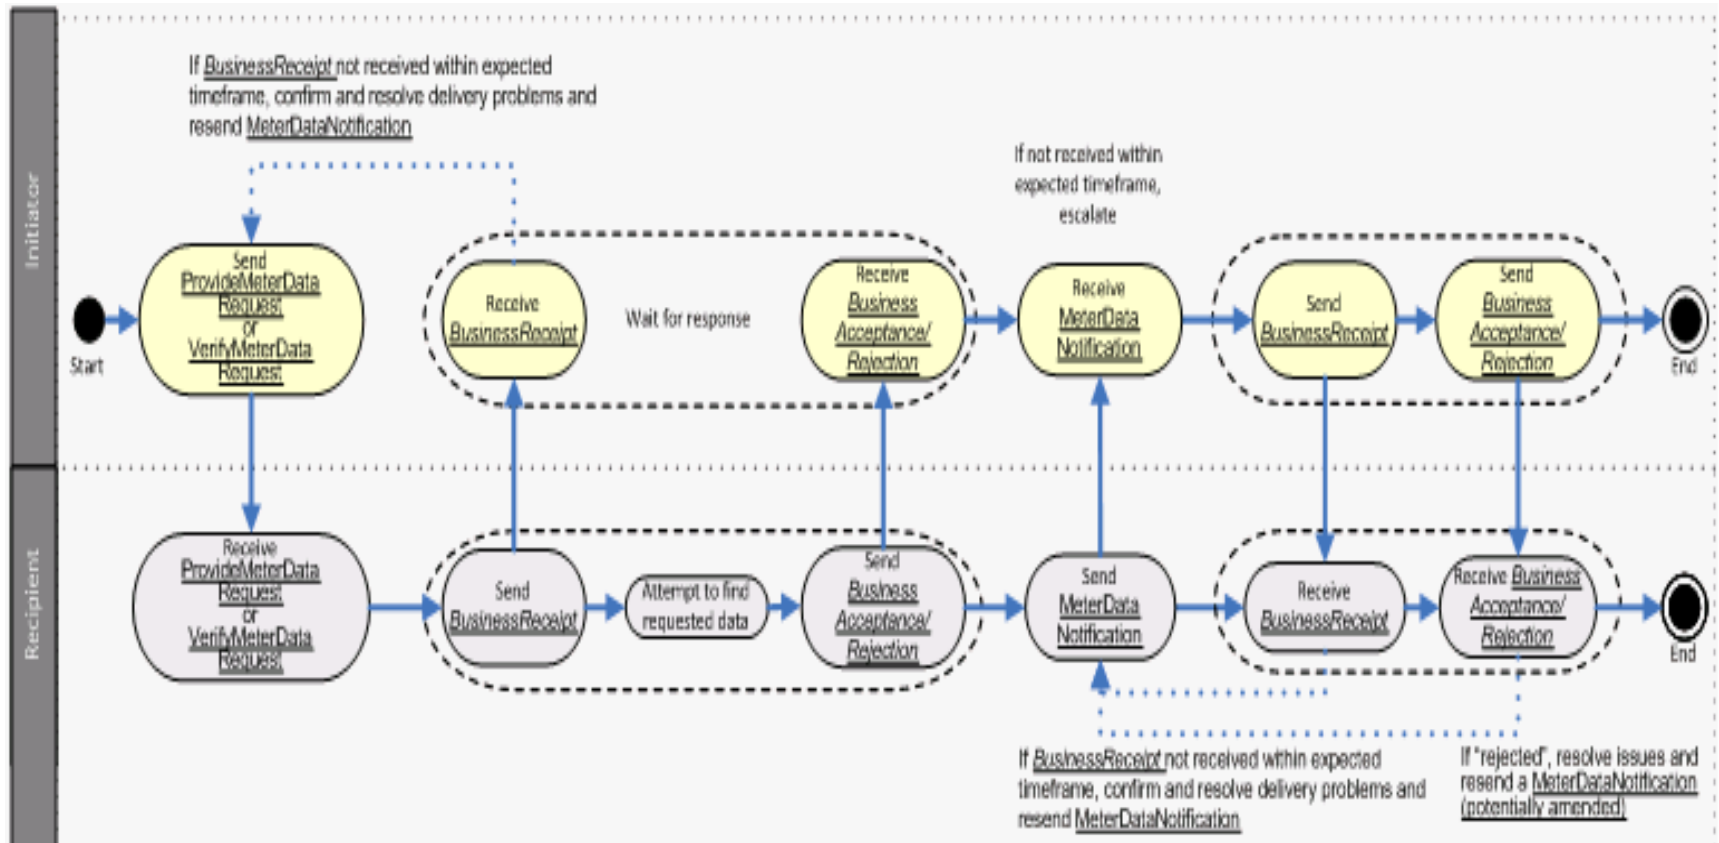 Initiator
If BusinessReceipt not received within expected
timeframe, confirm and resolve delivery problems and
resend MeterDataNotification
If not received within
expected timeframe,
escalate
Start
Send
ProvideMeterData
Request
or
VerifyMeterData
Request
Receive
BusinessReceipt
Wait for response
Receive
Business
Acceptance/
Rejection
Receive
MeterData
Notification
Send
BusinessReceipt
Send
Business
Acceptance/
Rejection
End
Recipient
Receive
ProvideMeterData
Request
or
VerifyMeterData
Request
Send
BusinessReceipt
Attempt to find
requested data
Send
Business
Acceptance/
Rejection
Send
MeterData
Notification
Receive
BusinessReceipt
Receive Business
Acceptance/
Rejection
End
If BusinessReceipt not received within expected
timeframe, confirm and resolve delivery problems and
resend MeterDataNotification
If "rejected", resolve issues and
resend a MeterDataNotification
(potentially amended)